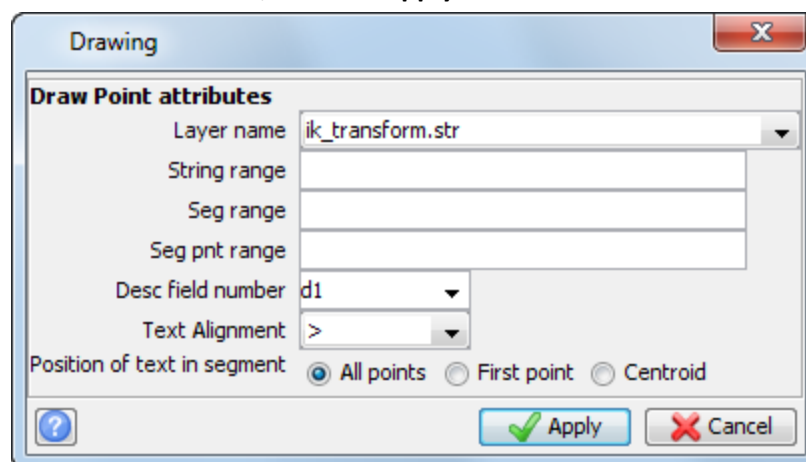 Drawing
Draw Point attributes
Layer name ik_transform.str
String range
Seg range
Seg pnt range
Desc field number d1
Text Alignment >
Position of text in segment All points First point Centroid
? Apply Cancel